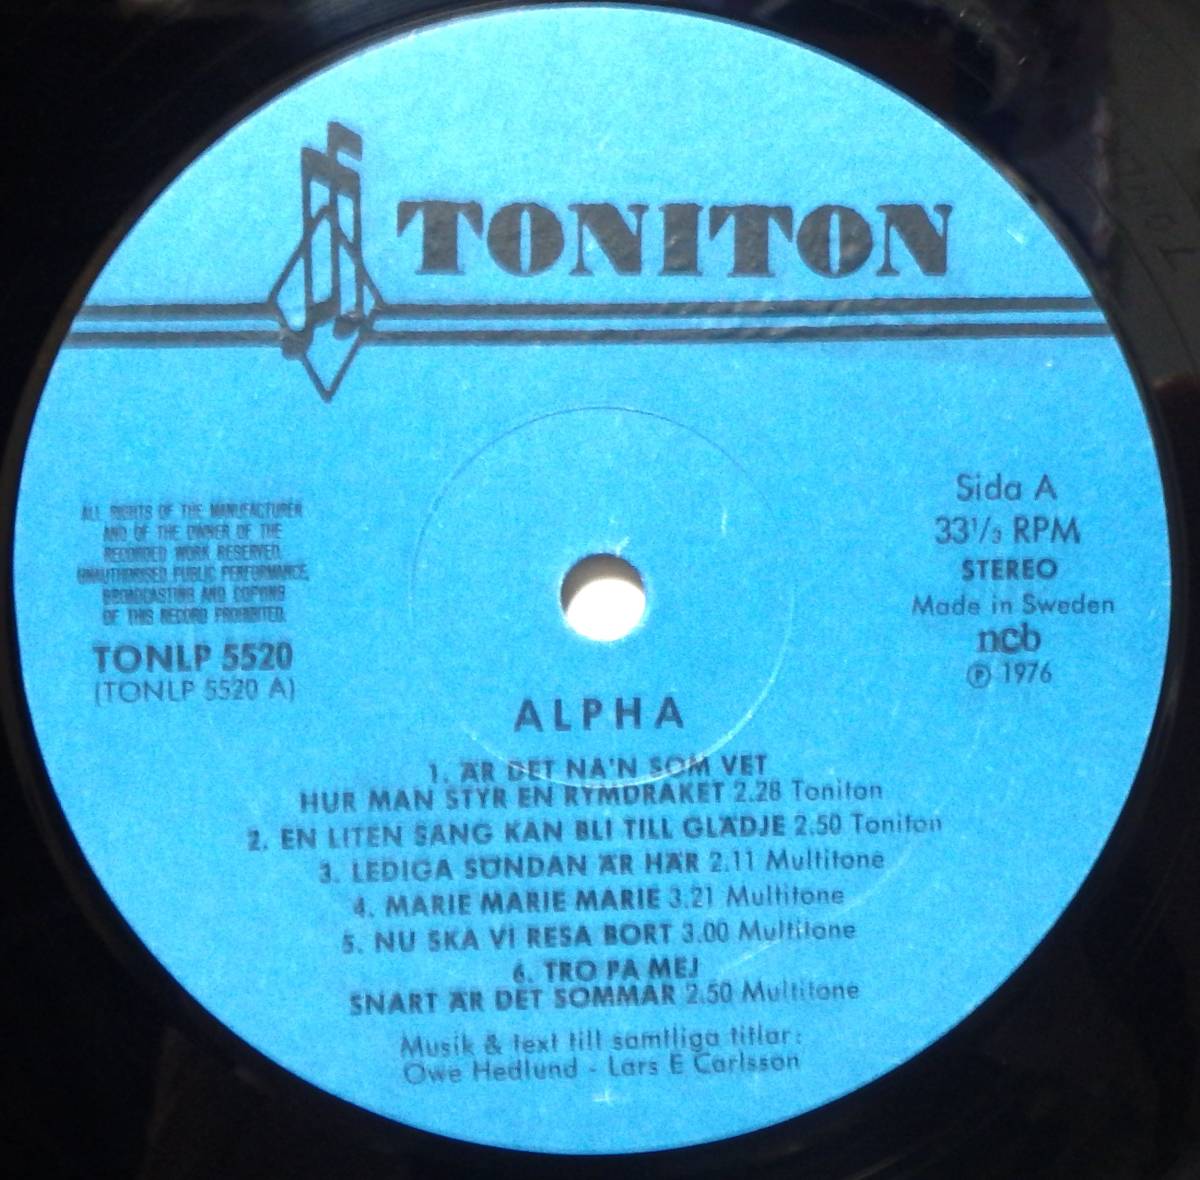 TONITON
ALL RIGHTS OF THE MANUFACTURER
AND OF THE OWNER OF THE
RECORDED WORK RESERVED.
UNAUTHORISED PUBLIC PERFORMANCE,
BROADCASTING AND COPYING
OF THIS RECORD PROHIBITED.
TONLP 5520
(TONLP 5520 A)
Sida A
33 1/3 RPM
STEREO
Made in Sweden
ncb
℗ 1976
ALPHA
1. ÄR DET NA'N SOM VET
HUR MAN STYR EN RYMDRAKET 2.28 Toniton
2. EN LITEN SANG KAN BLI TILL GLÄDJE 2.50 Toniton
3. LEDIGA SÖNDAN ÄR HÄR 2.11 Multitone
4. MARIE MARIE MARIE 3.21 Multitone
5. NU SKA VI RESA BORT 3.00 Multitone
6. TRO PA MEJ
SNART ÄR DET SOMMAR 2.50 Multitone
Musik & text till samtliga titlar:
Owe Hedlund - Lars E Carlsson